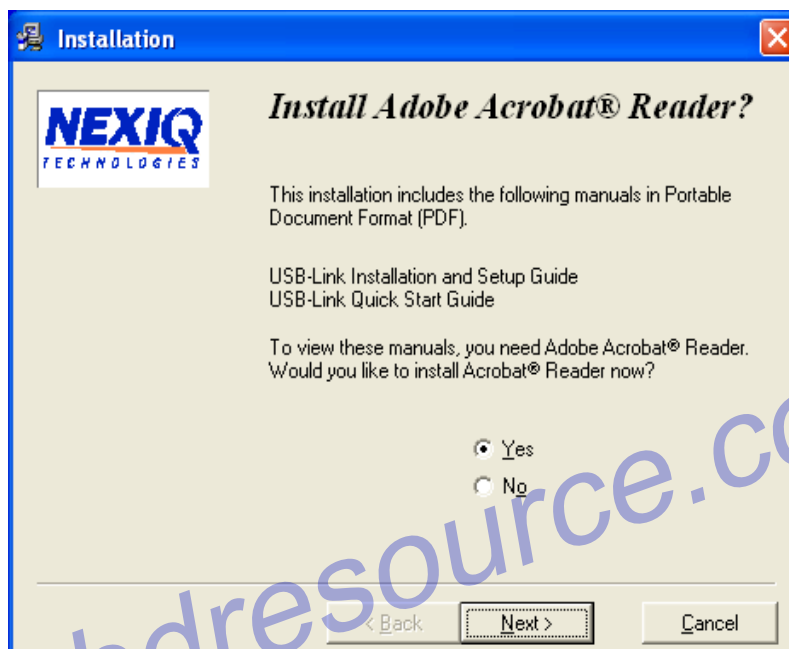 Installation
NEXIQ
TECHNOLOGIES
Install Adobe Acrobat® Reader?
This installation includes the following manuals in Portable
Document Format (PDF).
USB-Link Installation and Setup Guide
USB-Link Quick Start Guide
To view these manuals, you need Adobe Acrobat® Reader.
Would you like to install Acrobat® Reader now?
Yes
No
< Back
Next >
Cancel
bdresource.co